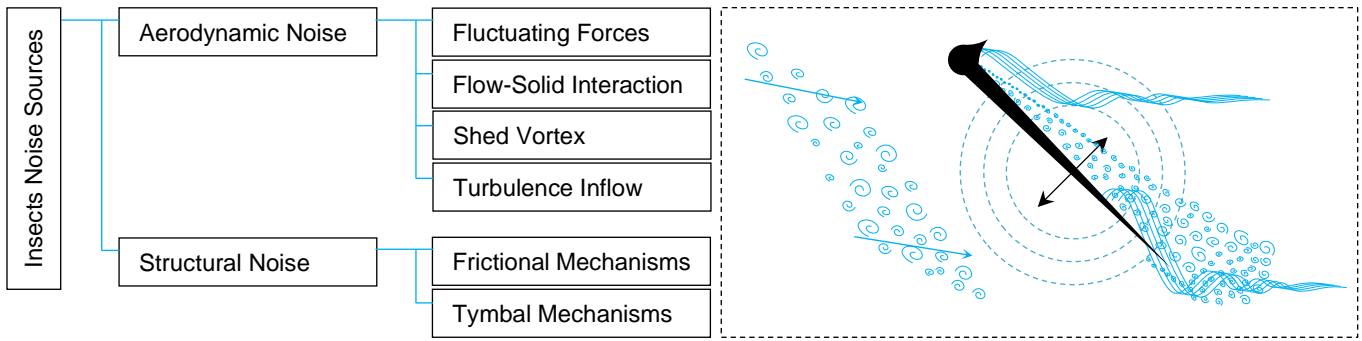 Insects Noise Sources
Aerodynamic Noise
Fluctuating Forces
Flow-Solid Interaction
Shed Vortex
Turbulence Inflow
Structural Noise
Frictional Mechanisms
Tymbal Mechanisms